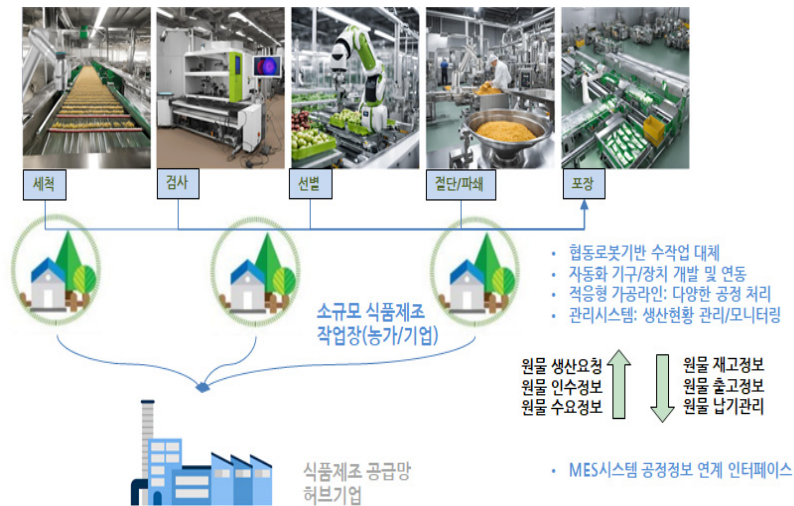 세척
검사
선별
절단/파쇄
포장
• 협동로봇기반 수작업 대체
• 자동화 기구/장치 개발 및 연동
• 적응형 가공라인: 다양한 공정 처리
• 관리시스템: 생산현황 관리/모니터링
소규모 식품제조
작업장(농가/기업)
원물 생산요청
원물 인수정보
원물 수요정보
원물 재고정보
원물 출고정보
원물 납기관리
식품제조 공급망
허브기업
• MES시스템 공정정보 연계 인터페이스